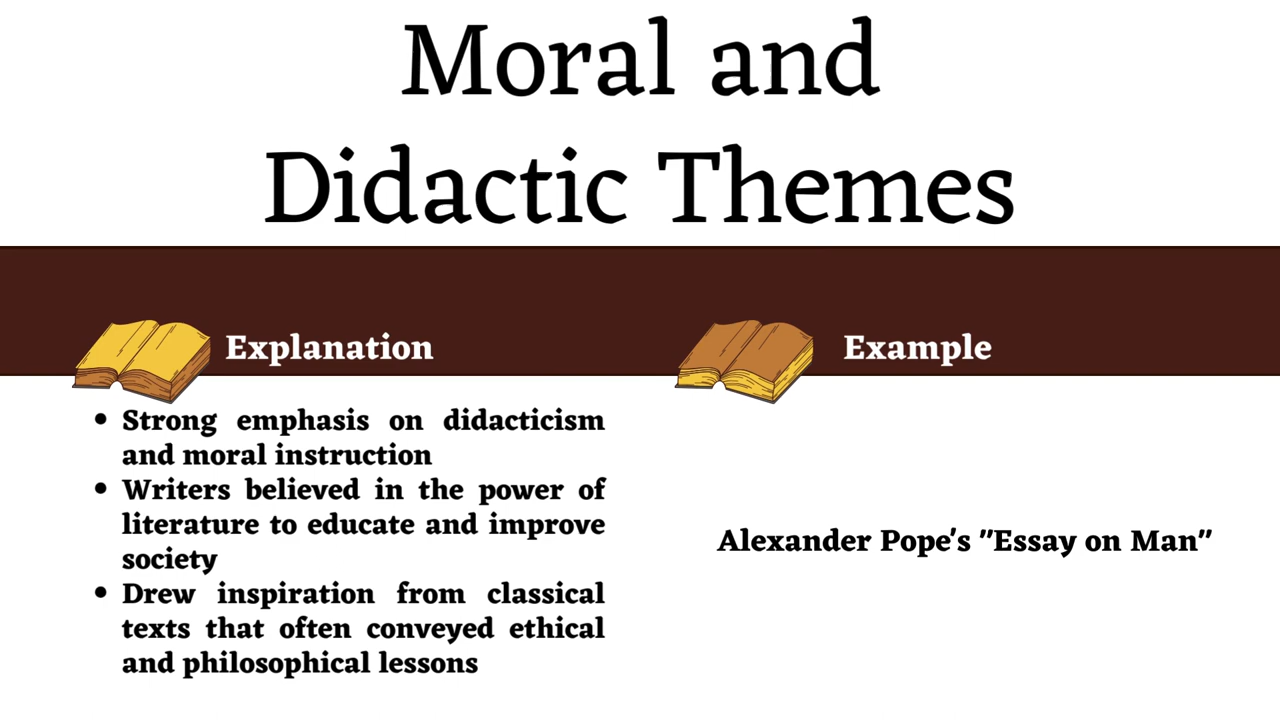 Moral and
Didactic Themes
Explanation
• Strong emphasis on didacticism
and moral instruction
• Writers believed in the power of
literature to educate and improve
society
• Drew inspiration from classical
texts that often conveyed ethical
and philosophical lessons
Example
Alexander Pope's "Essay on Man"